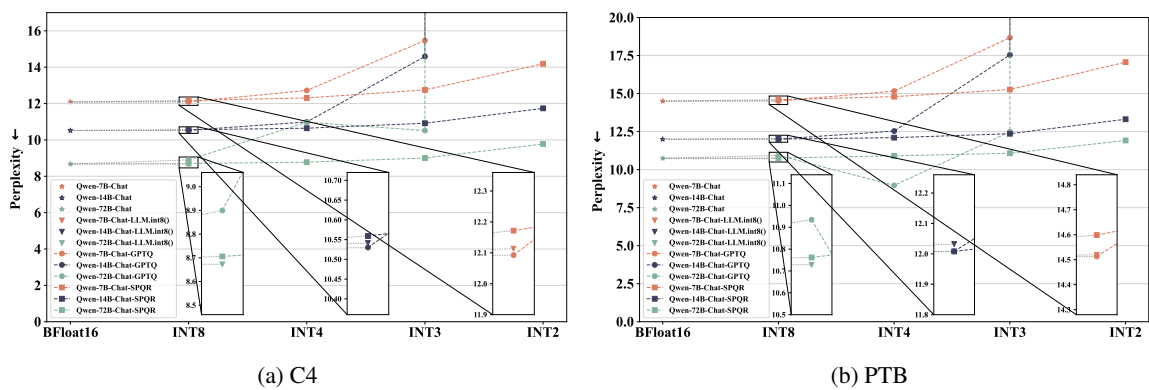 16
14
12
10
8
6
4
2
0
Perplexity ←
BFloat16
INT8
INT4
INT3
INT2
Qwen-7B-Chat
Qwen-14B-Chat
Qwen-72B-Chat
Qwen-7B-Chat-LLM.int8()
Qwen-14B-Chat-LLM.int8()
Qwen-72B-Chat-LLM.int8()
Qwen-7B-Chat-GPTQ
Qwen-14B-Chat-GPTQ
Qwen-72B-Chat-GPTQ
Qwen-7B-Chat-SPQR
Qwen-14B-Chat-SPQR
Qwen-72B-Chat-SPQR
9.0
8.9
8.8
8.7
8.6
8.5
10.70
10.65
10.60
10.55
10.50
10.45
10.40
12.3
12.2
12.1
12.0
11.9
(a) C4
20.0
17.5
15.0
12.5
10.0
7.5
5.0
2.5
0.0
Perplexity ←
BFloat16
INT8
INT4
INT3
INT2
Qwen-7B-Chat
Qwen-14B-Chat
Qwen-72B-Chat
Qwen-7B-Chat-LLM.int8()
Qwen-14B-Chat-LLM.int8()
Qwen-72B-Chat-LLM.int8()
Qwen-7B-Chat-GPTQ
Qwen-14B-Chat-GPTQ
Qwen-72B-Chat-GPTQ
Qwen-7B-Chat-SPQR
Qwen-14B-Chat-SPQR
Qwen-72B-Chat-SPQR
11.1
11.0
10.9
10.8
10.7
10.6
10.5
12.2
12.1
12.0
11.9
11.8
14.8
14.7
14.6
14.5
14.4
14.3
(b) PTB